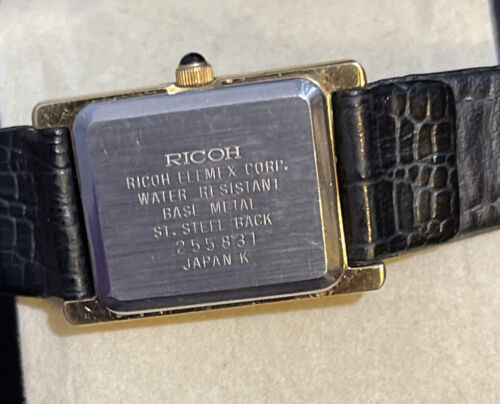 RICOH
RICOH ELEMEX CORP.
WATER RESISTANT
BASE METAL
ST. STEEL BACK
255831
JAPAN K